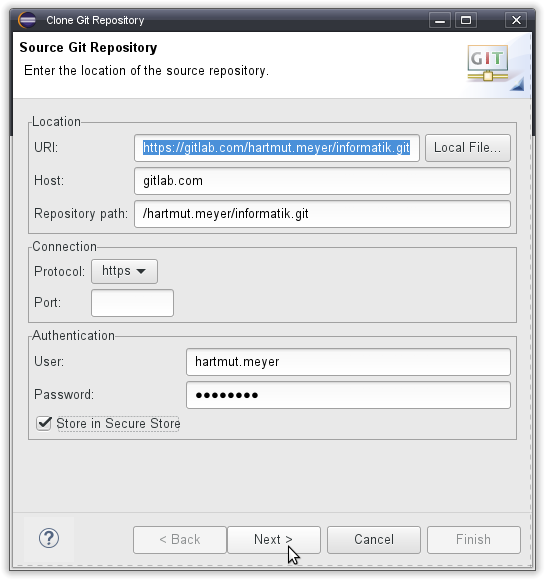 Clone Git Repository
Source Git Repository
Enter the location of the source repository.
GIT
Location
URI: https://gitlab.com/hartmut.meyer/informatik.git Local File...
Host: gitlab.com
Repository path: /hartmut.meyer/informatik.git
Connection
Protocol: https
Port:
Authentication
User: hartmut.meyer
Password: ●●●●●●●●
Store in Secure Store
? < Back Next > Cancel Finish